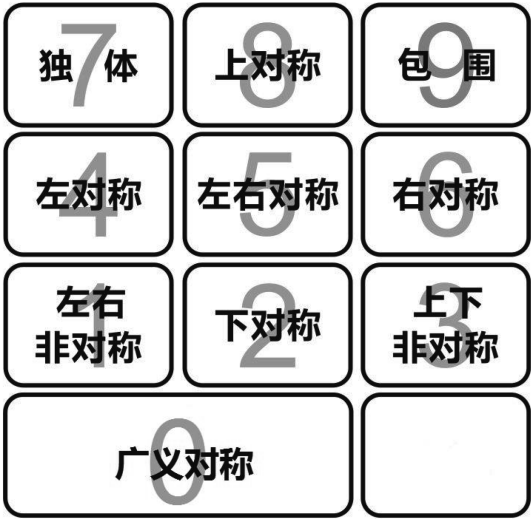 7 独 体
8 上对称
9 包 围
4 左对称
5 左右对称
6 右对称
1 左右
非对称
2 下对称
3 上下
非对称
0 广义对称